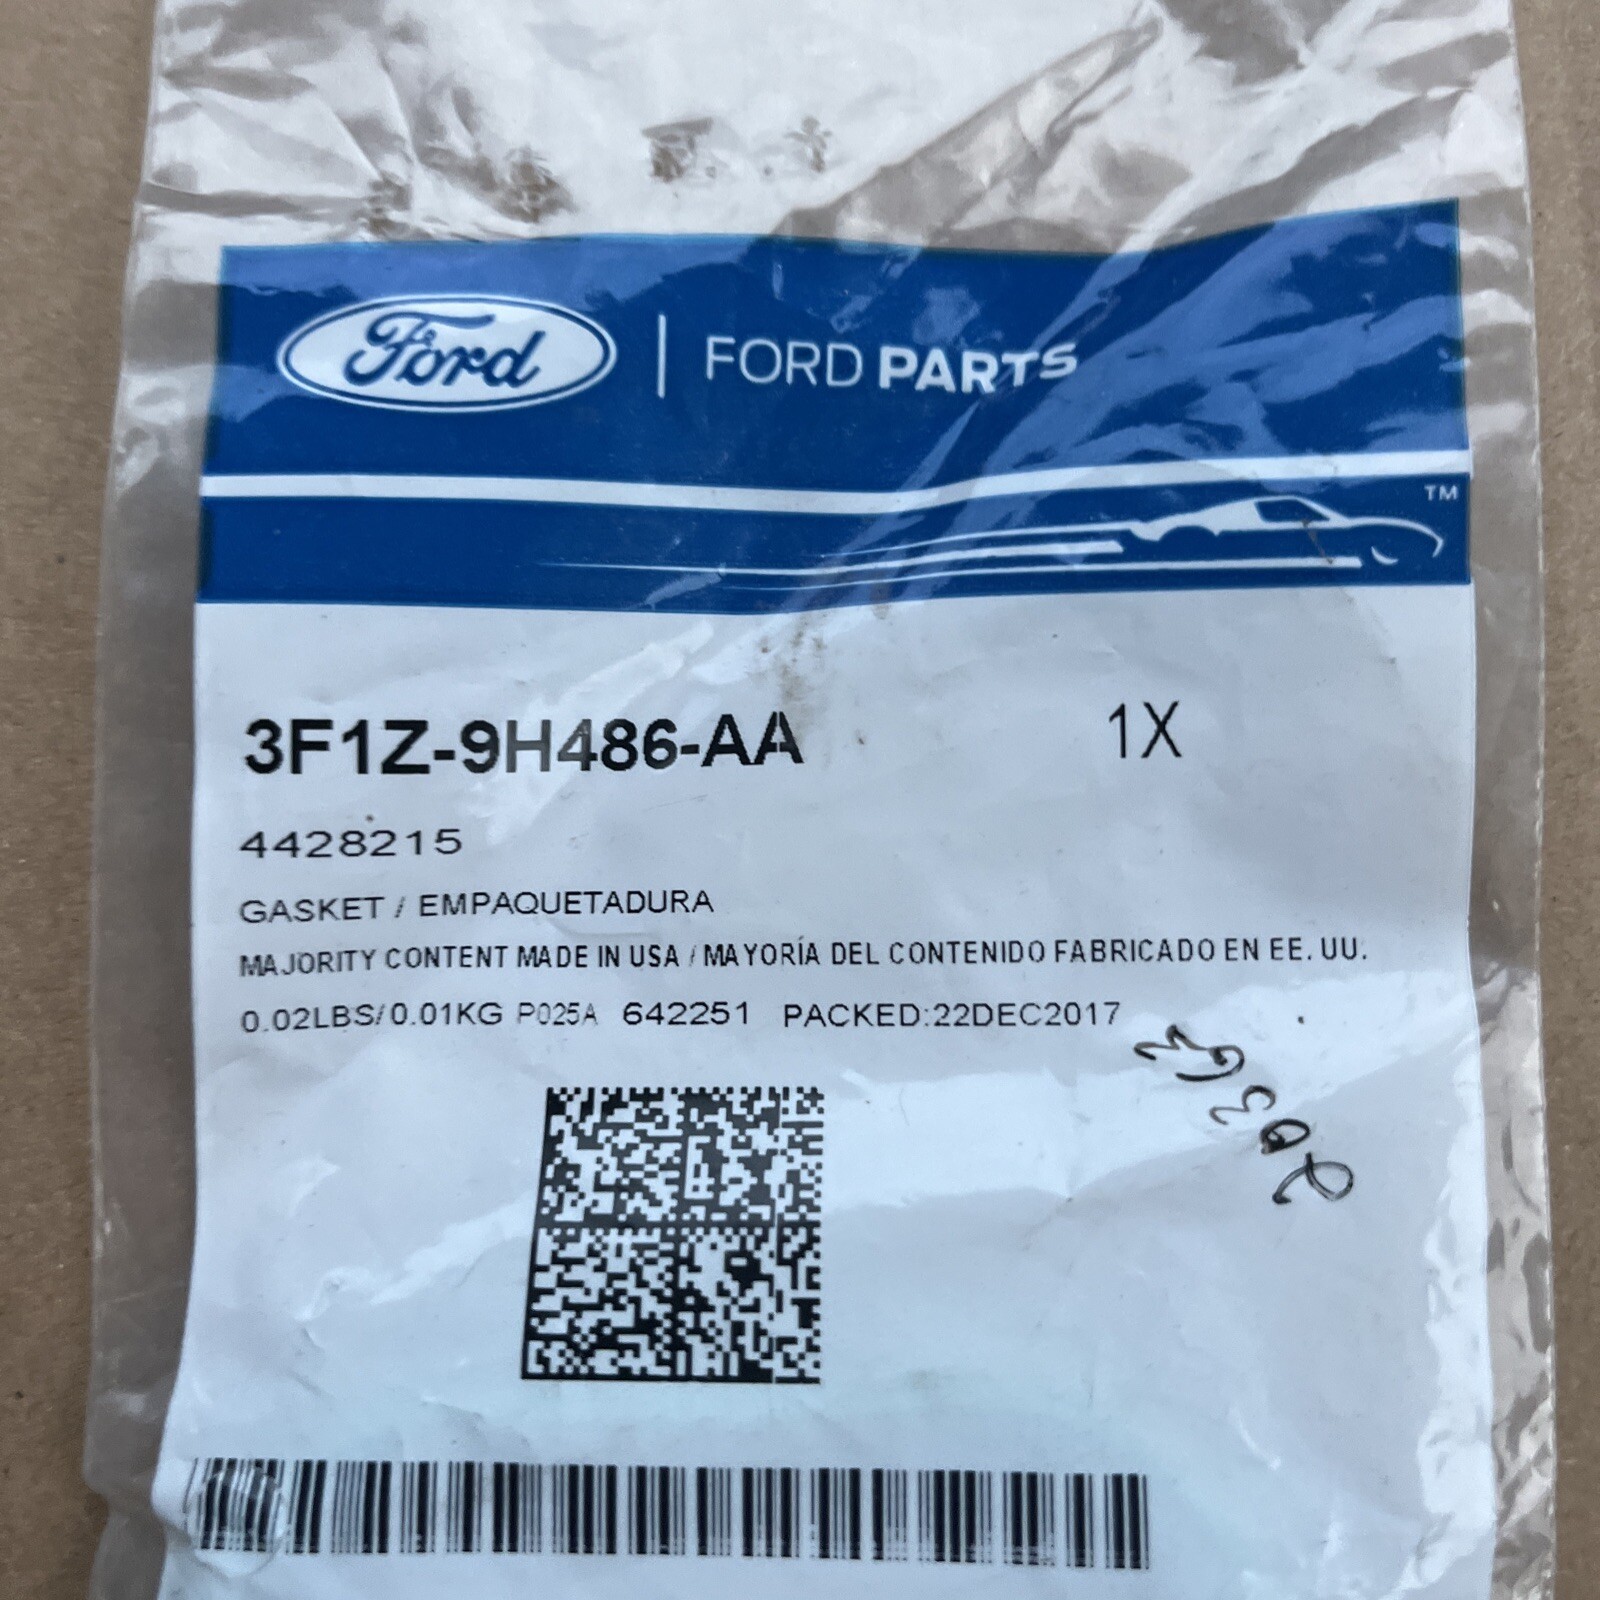 Ford | FORD PARTS
TM
3F1Z-9H486-AA 1X
4428215
GASKET / EMPAQUETADURA
MAJORITY CONTENT MADE IN USA / MAYORÍA DEL CONTENIDO FABRICADO EN EE. UU.
0.02LBS/0.01KG P025A 642251 PACKED:22DEC2017